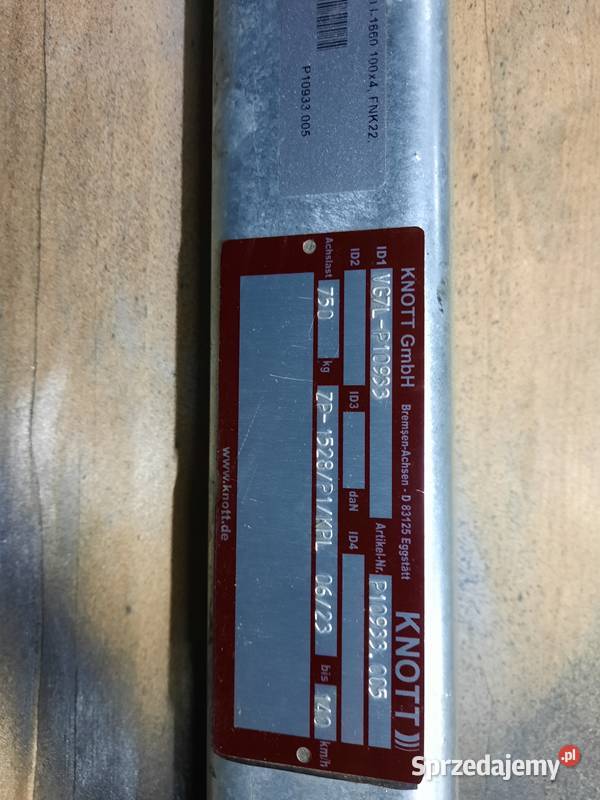 1-1660 100x4, FNK22,
P10933.005
KNOTT GmbH Bremsen-Achsen - D 83125 Eggstätt KNOTT
ID1 VG7L-P10933 Artikel-Nr. P10933.005
ID2 ID3 daN ID4
Achslast 750 kg ZP-1528/P1/KPL 06/23 bis 140 km/h
www.knott.de
Sprzedajemy.pl